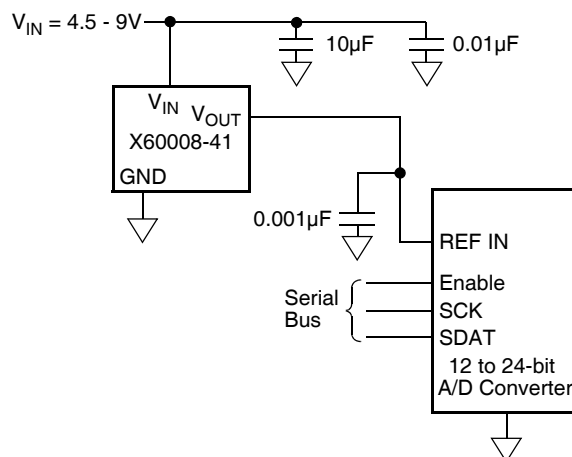 V_IN = 4.5 - 9V
10µF
0.01µF
V_IN
V_OUT
X60008-41
GND
0.001µF
REF IN
Enable
Serial
Bus
SCK
SDAT
12 to 24-bit
A/D Converter